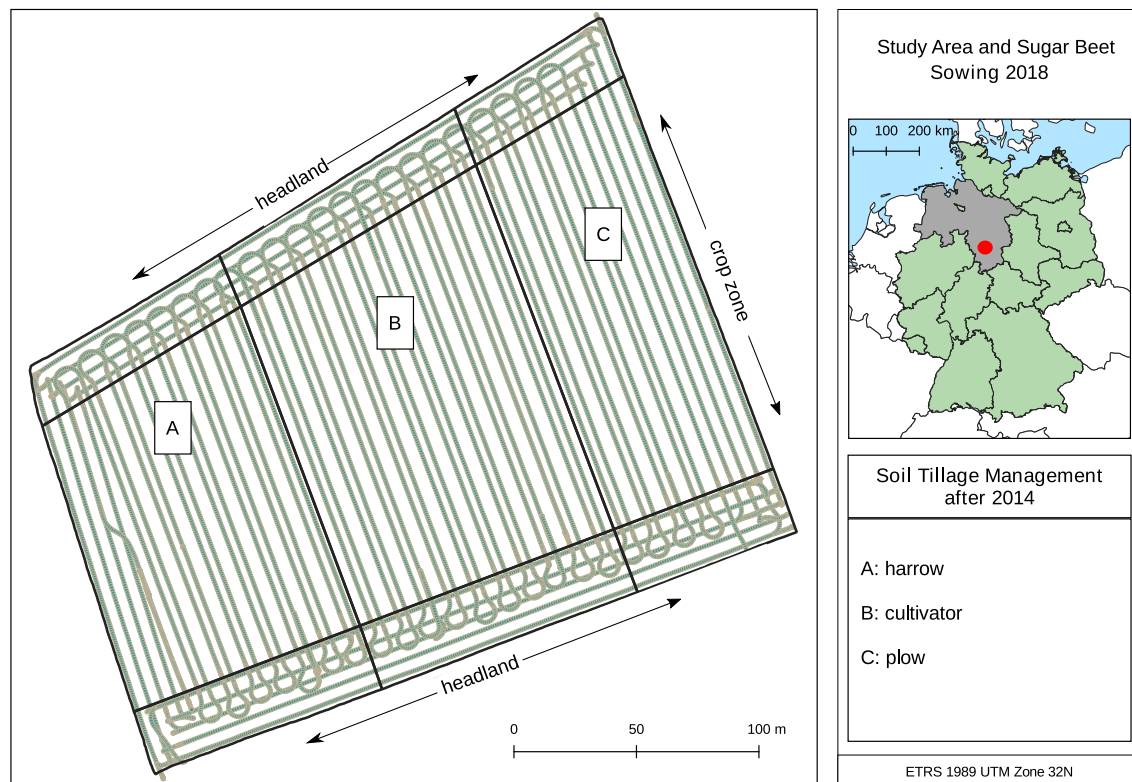 headland
A
B
C
crop zone
headland
0 50 100 m
Study Area and Sugar Beet
Sowing 2018
0 100 200 km
Soil Tillage Management
after 2014
A: harrow
B: cultivator
C: plow
ETRS 1989 UTM Zone 32N